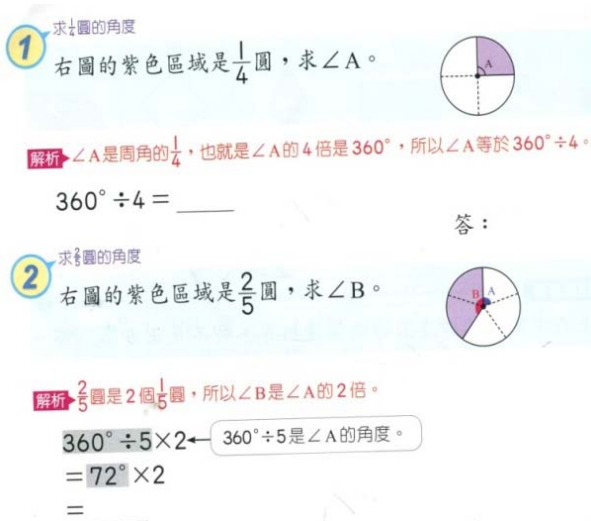 求1/4圓的角度
1
右圖的紫色區域是1/4圓，求∠A。
A
解析 ∠A是周角的1/4，也就是∠A的4倍是360°，所以∠A等於360°÷4。
360°÷4＝____
答：
求2/5圓的角度
2
右圖的紫色區域是2/5圓，求∠B。
B A
解析 2/5圓是2個1/5圓，所以∠B是∠A的2倍。
360°÷5×2← 360°÷5是∠A的角度。
＝72°×2
＝